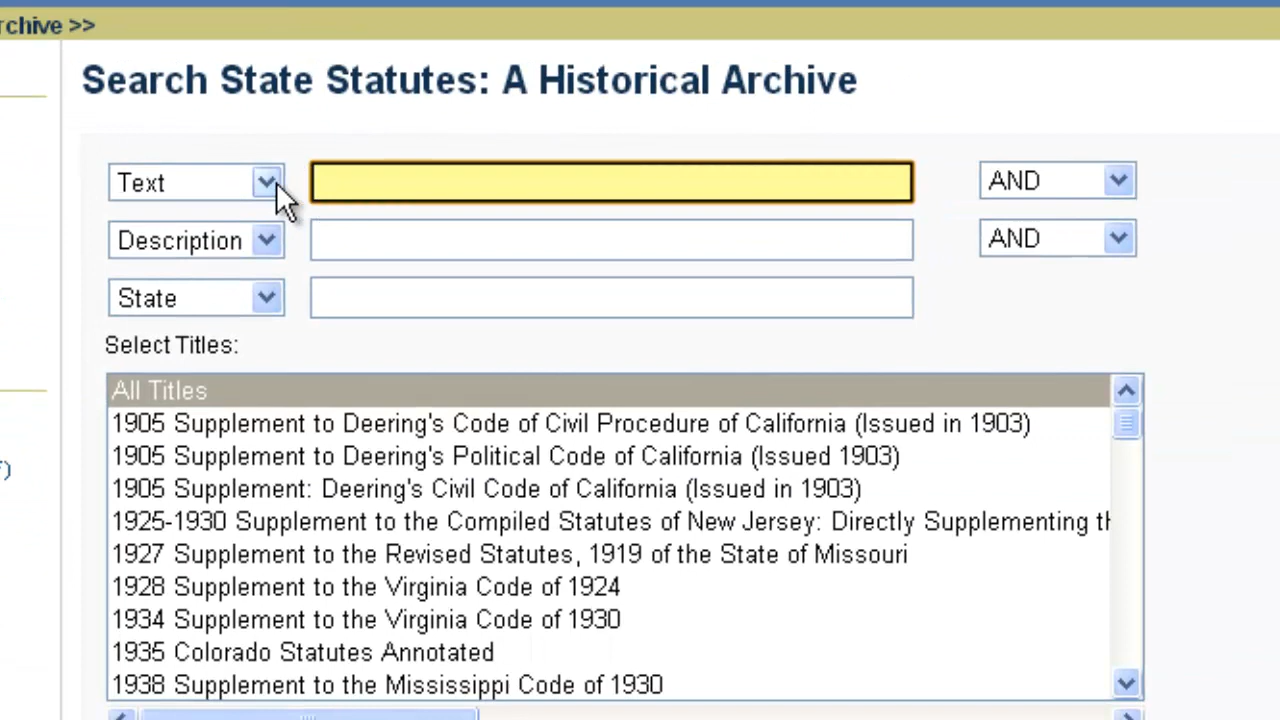 >>
Search State Statutes: A Historical Archive
Text AND
Description AND
State
Select Titles:
All Titles
1905 Supplement to Deering's Code of Civil Procedure of California (Issued in 1903)
1905 Supplement to Deering's Political Code of California (Issued 1903)
1905 Supplement: Deering's Civil Code of California (Issued in 1903)
1925-1930 Supplement to the Compiled Statutes of New Jersey: Directly Supplementing
1927 Supplement to the Revised Statutes, 1919 of the State of Missouri
1928 Supplement to the Virginia Code of 1924
1934 Supplement to the Virginia Code of 1930
1935 Colorado Statutes Annotated
1938 Supplement to the Mississippi Code of 1930